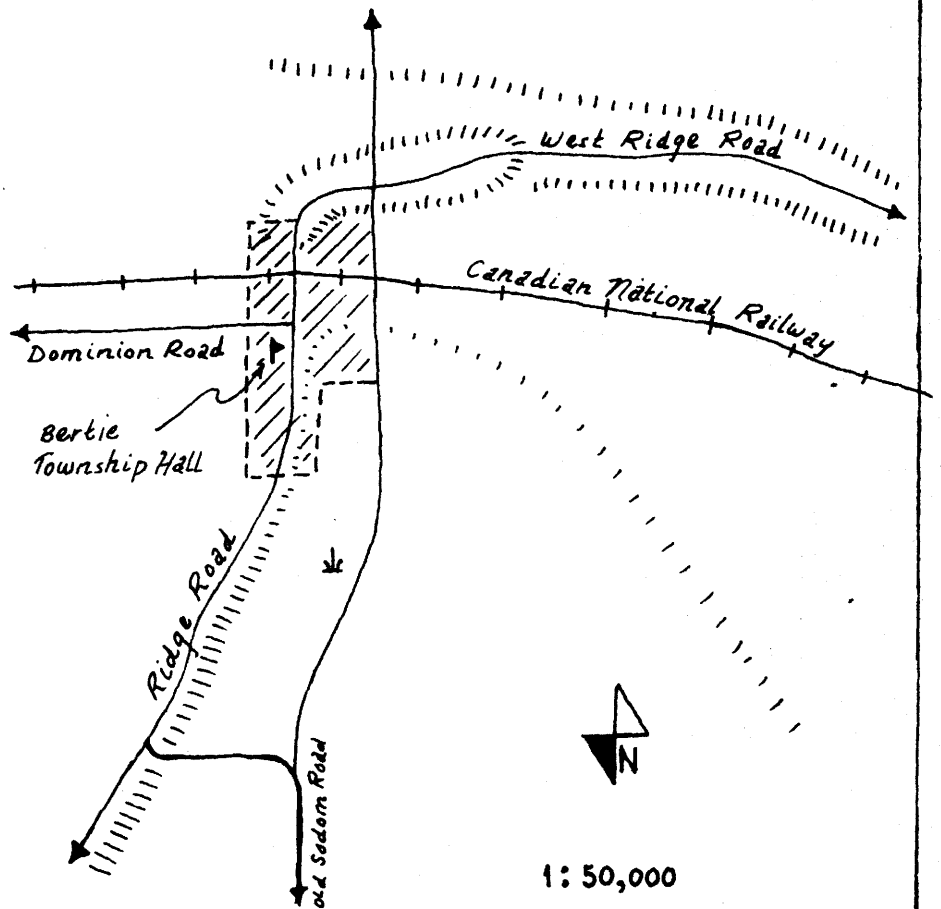 West Ridge Road
Canadian National Railway
Dominion Road
Bertie
Township Hall
Ridge Road
Old Sodom Road
N
1:50,000